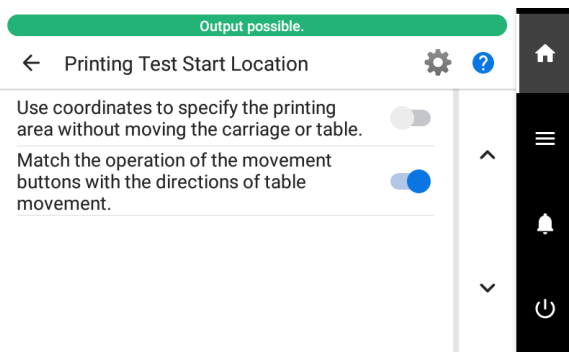 Output possible.
Printing Test Start Location
?
Use coordinates to specify the printing
area without moving the carriage or table.
Match the operation of the movement
buttons with the directions of table
movement.